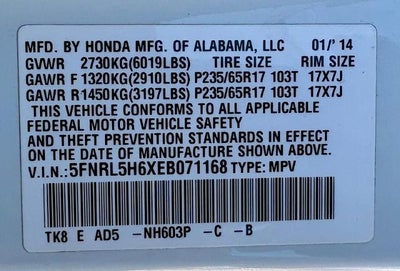 MFD. BY HONDA MFG. OF ALABAMA, LLC 01/'14
GVWR 2730KG(6019LBS) TIRE SIZE RIM SIZE
GAWR F1320KG(2910LBS) P235/65R17 103T 17X7J
GAWR R1450KG(3197LBS) P235/65R17 103T 17X7J
THIS VEHICLE CONFORMS TO ALL APPLICABLE
FEDERAL MOTOR VEHICLE SAFETY
AND THEFT PREVENTION STANDARDS IN EFFECT
ON THE DATE OF MANUFACTURE SHOWN ABOVE.
V.I.N.:5FNRL5H6XEB071168 TYPE: MPV
TK8 E AD5 -NH603P -C -B